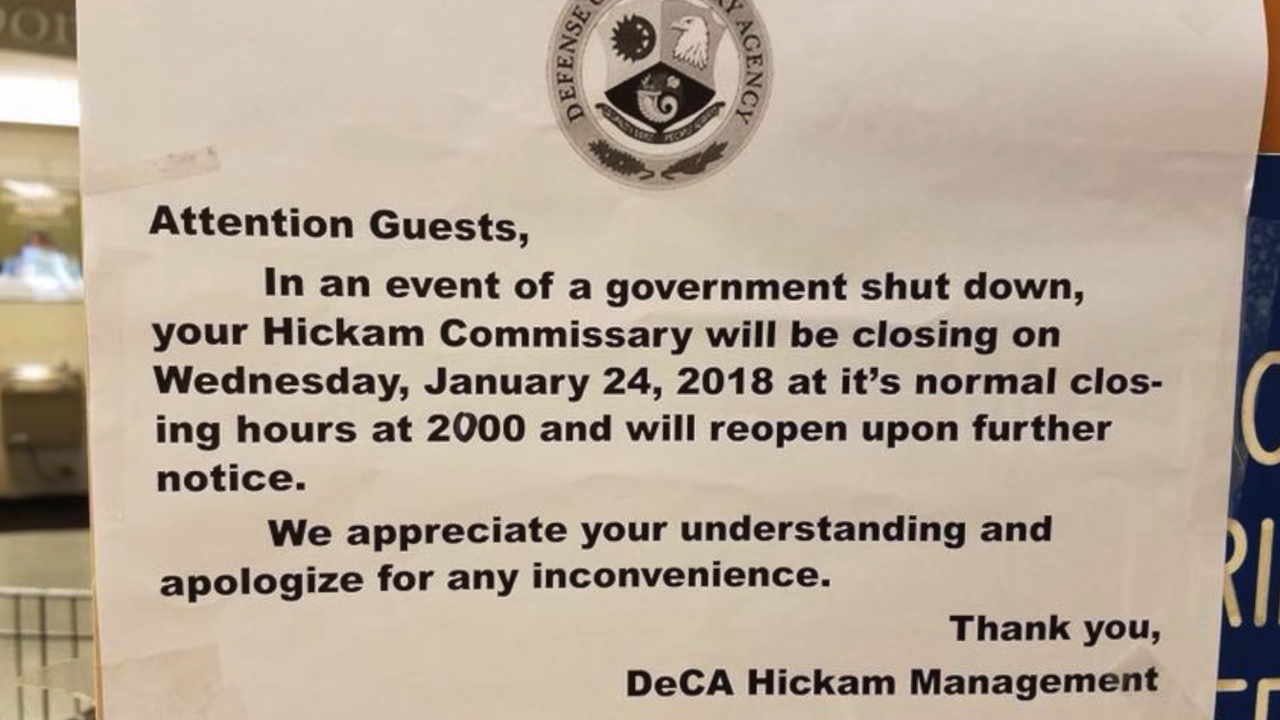 DEFENSE AGENCY
Attention Guests,
In an event of a government shut down,
your Hickam Commissary will be closing on
Wednesday, January 24, 2018 at it's normal clos-
ing hours at 2000 and will reopen upon further
notice.
We appreciate your understanding and
apologize for any inconvenience.
Thank you,
DeCA Hickam Management